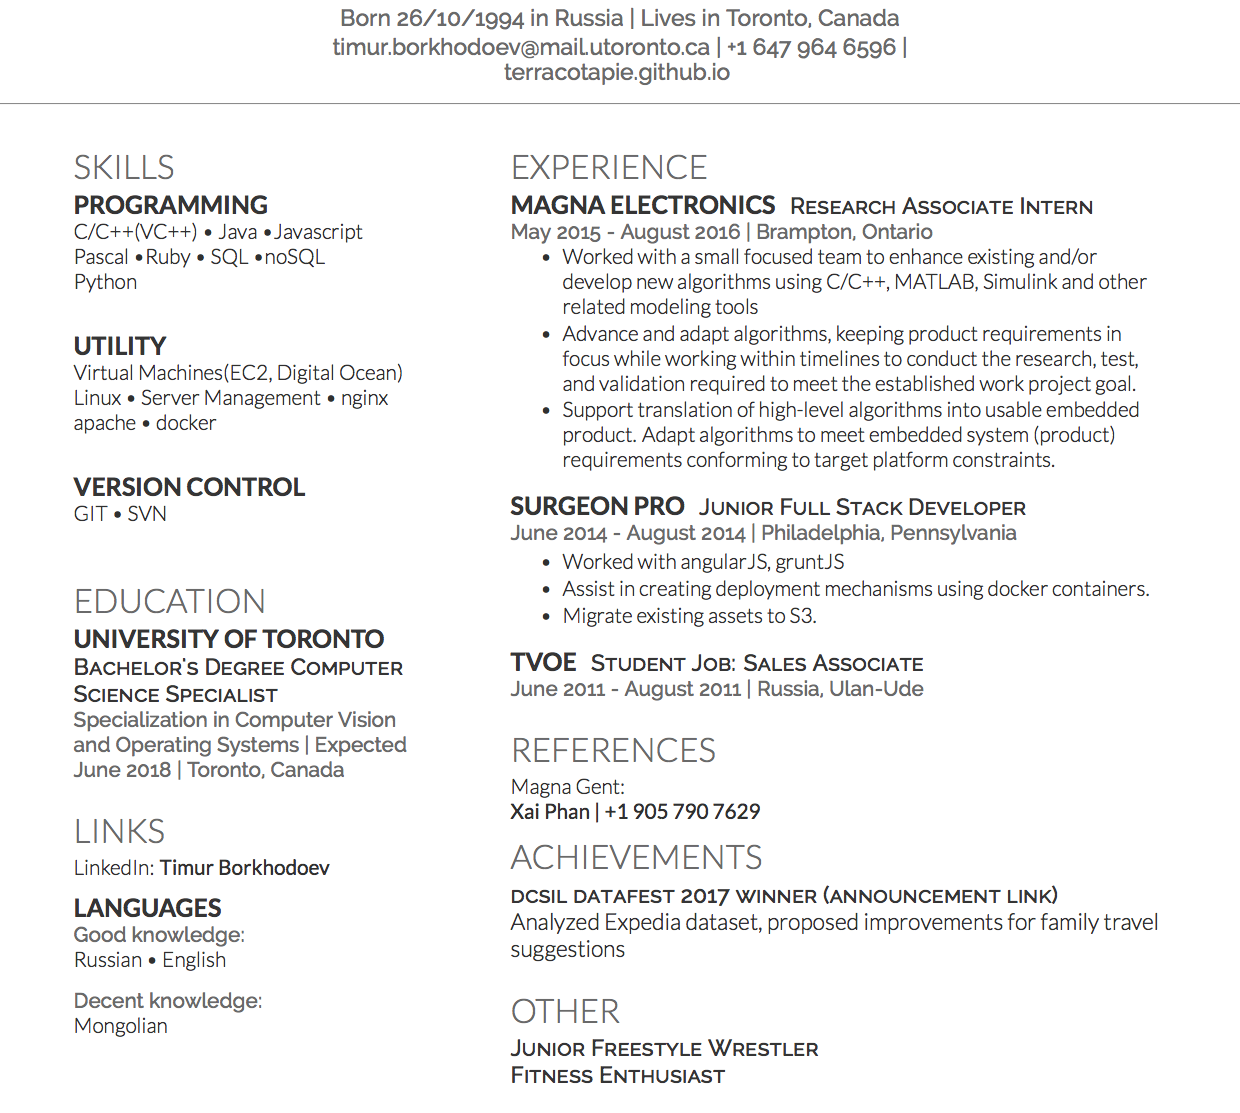 Born 26/10/1994 in Russia | Lives in Toronto, Canada
timur.borkhodoev@mail.utoronto.ca | +1 647 964 6596 |
terracotapie.github.io
SKILLS
PROGRAMMING
C/C++(VC++) • Java •Javascript
Pascal •Ruby • SQL •noSQL
Python
UTILITY
Virtual Machines(EC2, Digital Ocean)
Linux • Server Management • nginx
apache • docker
VERSION CONTROL
GIT • SVN
EDUCATION
UNIVERSITY OF TORONTO
Bachelor's Degree Computer
Science Specialist
Specialization in Computer Vision
and Operating Systems | Expected
June 2018 | Toronto, Canada
LINKS
LinkedIn: Timur Borkhodoev
LANGUAGES
Good knowledge:
Russian • English
Decent knowledge:
Mongolian
EXPERIENCE
MAGNA ELECTRONICS Research Associate Intern
May 2015 - August 2016 | Brampton, Ontario
• Worked with a small focused team to enhance existing and/or
develop new algorithms using C/C++, MATLAB, Simulink and other
related modeling tools
• Advance and adapt algorithms, keeping product requirements in
focus while working within timelines to conduct the research, test,
and validation required to meet the established work project goal.
• Support translation of high-level algorithms into usable embedded
product. Adapt algorithms to meet embedded system (product)
requirements conforming to target platform constraints.
SURGEON PRO Junior Full Stack Developer
June 2014 - August 2014 | Philadelphia, Pennsylvania
• Worked with angularJS, gruntJS
• Assist in creating deployment mechanisms using docker containers.
• Migrate existing assets to S3.
TVOE Student Job: Sales Associate
June 2011 - August 2011 | Russia, Ulan-Ude
REFERENCES
Magna Gent:
Xai Phan | +1 905 790 7629
ACHIEVEMENTS
dcsil datafest 2017 winner (announcement link)
Analyzed Expedia dataset, proposed improvements for family travel
suggestions
OTHER
Junior Freestyle Wrestler
Fitness Enthusiast